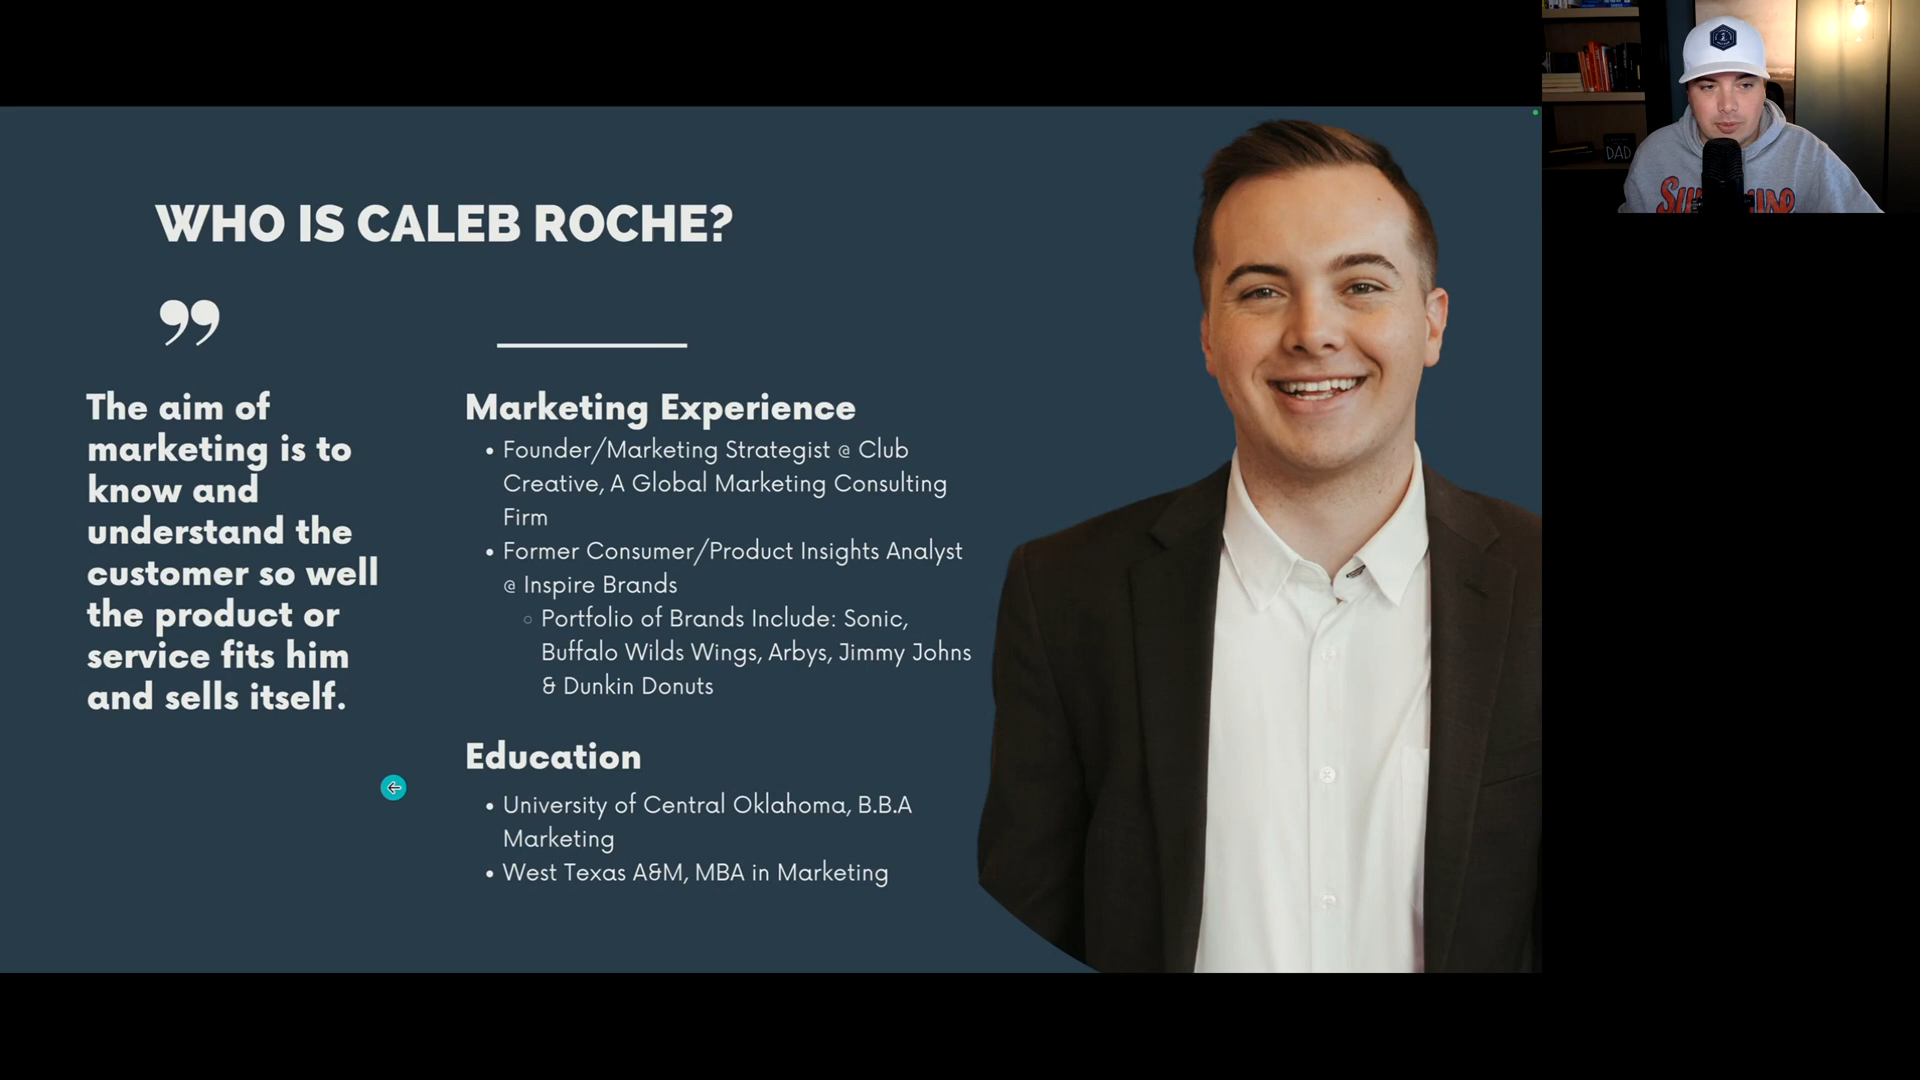 WHO IS CALEB ROCHE?
”
The aim of
marketing is to
know and
understand the
customer so well
the product or
service fits him
and sells itself.
Marketing Experience
• Founder/Marketing Strategist @ Club
Creative, A Global Marketing Consulting
Firm
• Former Consumer/Product Insights Analyst
@ Inspire Brands
○ Portfolio of Brands Include: Sonic,
Buffalo Wilds Wings, Arbys, Jimmy Johns
& Dunkin Donuts
Education
• University of Central Oklahoma, B.B.A
Marketing
• West Texas A&M, MBA in Marketing
DAD